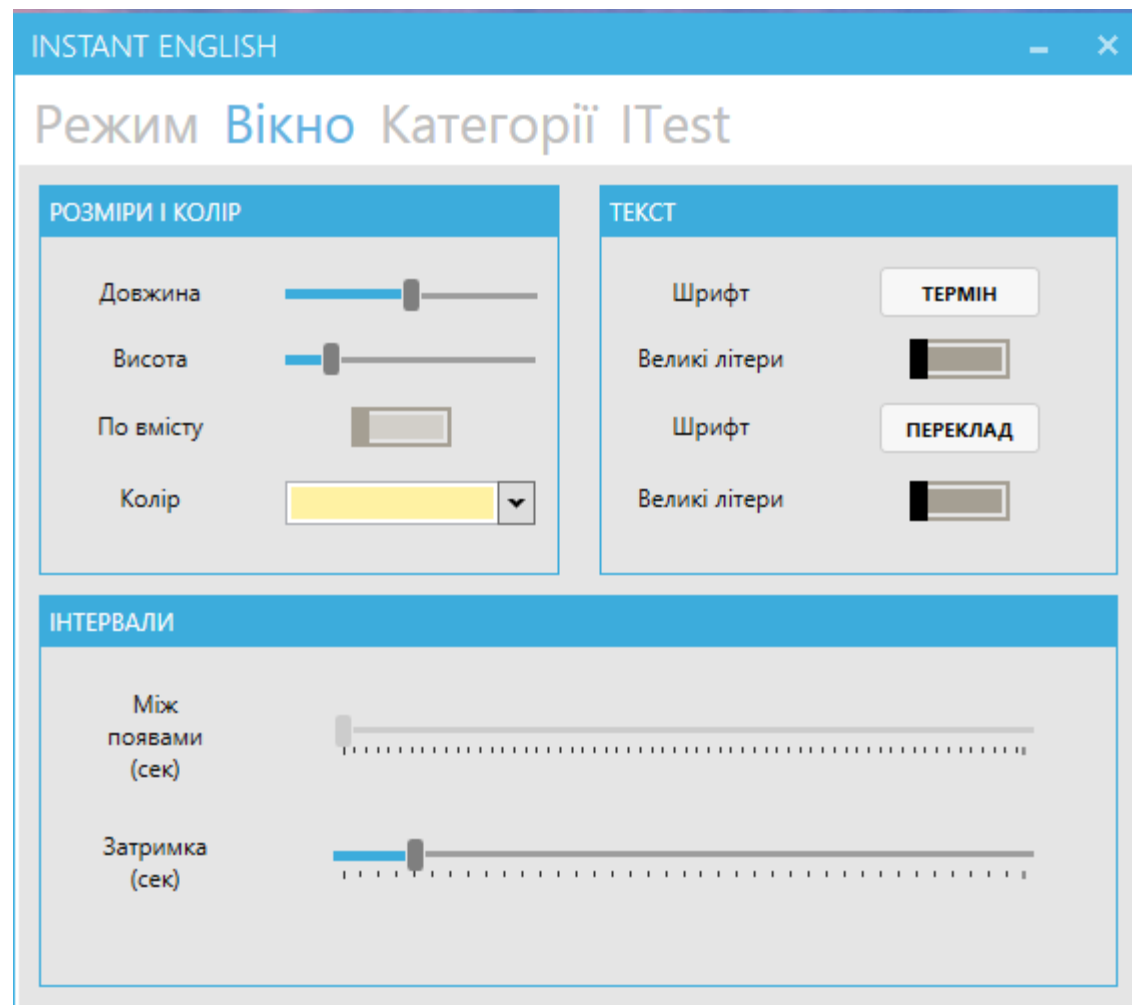 INSTANT ENGLISH
Режим Вікно Категорії ITest
РОЗМІРИ І КОЛІР
Довжина
Висота
По вмісту
Колір
ТЕКСТ
Шрифт ТЕРМІН
Великі літери
Шрифт ПЕРЕКЛАД
Великі літери
ІНТЕРВАЛИ
Між
появами
(сек)
Затримка
(сек)